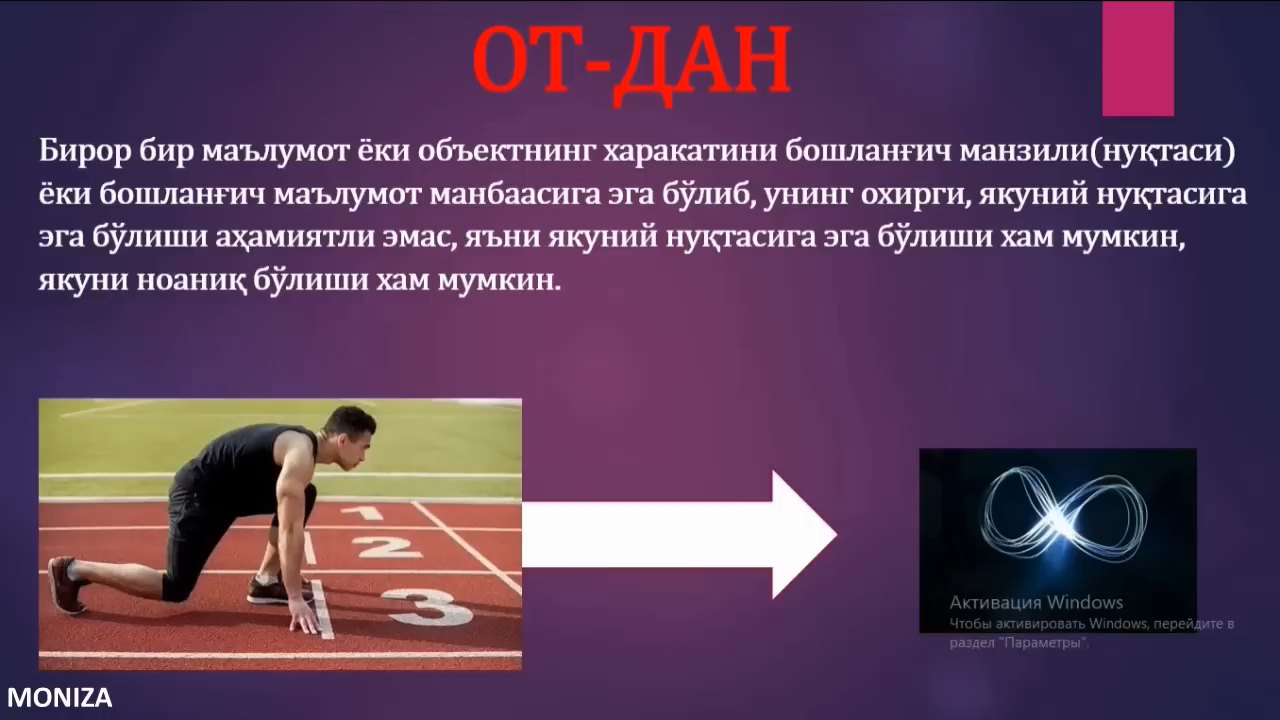 ОТ-ДАН
Бирор бир маълумот ёки объектнинг харакатини бошланғич манзили(нуқтаси)
ёки бошланғич маълумот манбаасига эга бўлиб, унинг охирги, якуний нуқтасига
эга бўлиши аҳамиятли эмас, яъни якуний нуқтасига эга бўлиши хам мумкин,
якуни ноаниқ бўлиши хам мумкин.
1
2
3
Активация Windows
Чтобы активировать Windows, перейдите в
раздел "Параметры".
MONIZA